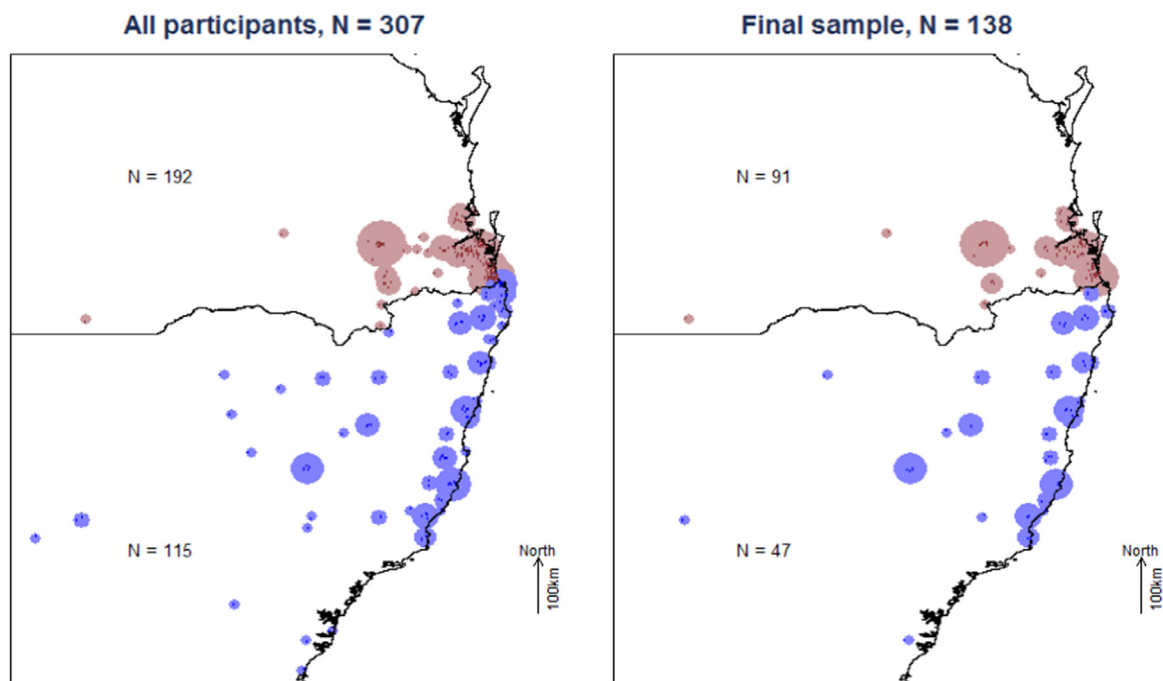 All participants, N = 307
Final sample, N = 138
N = 192
N = 91
N = 115
N = 47
North
100km
North
100km